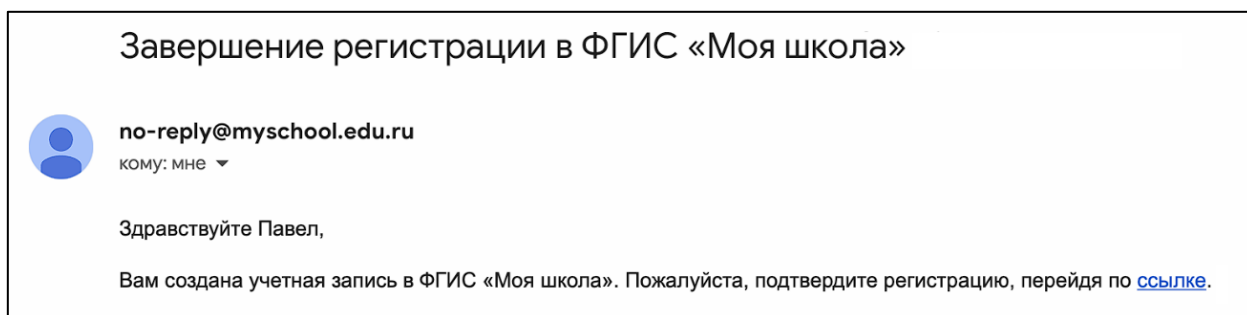 Завершение регистрации в ФГИС «Моя школа»
no-reply@myschool.edu.ru
кому: мне
Здравствуйте Павел,
Вам создана учетная запись в ФГИС «Моя школа». Пожалуйста, подтвердите регистрацию, перейдя по ссылке.